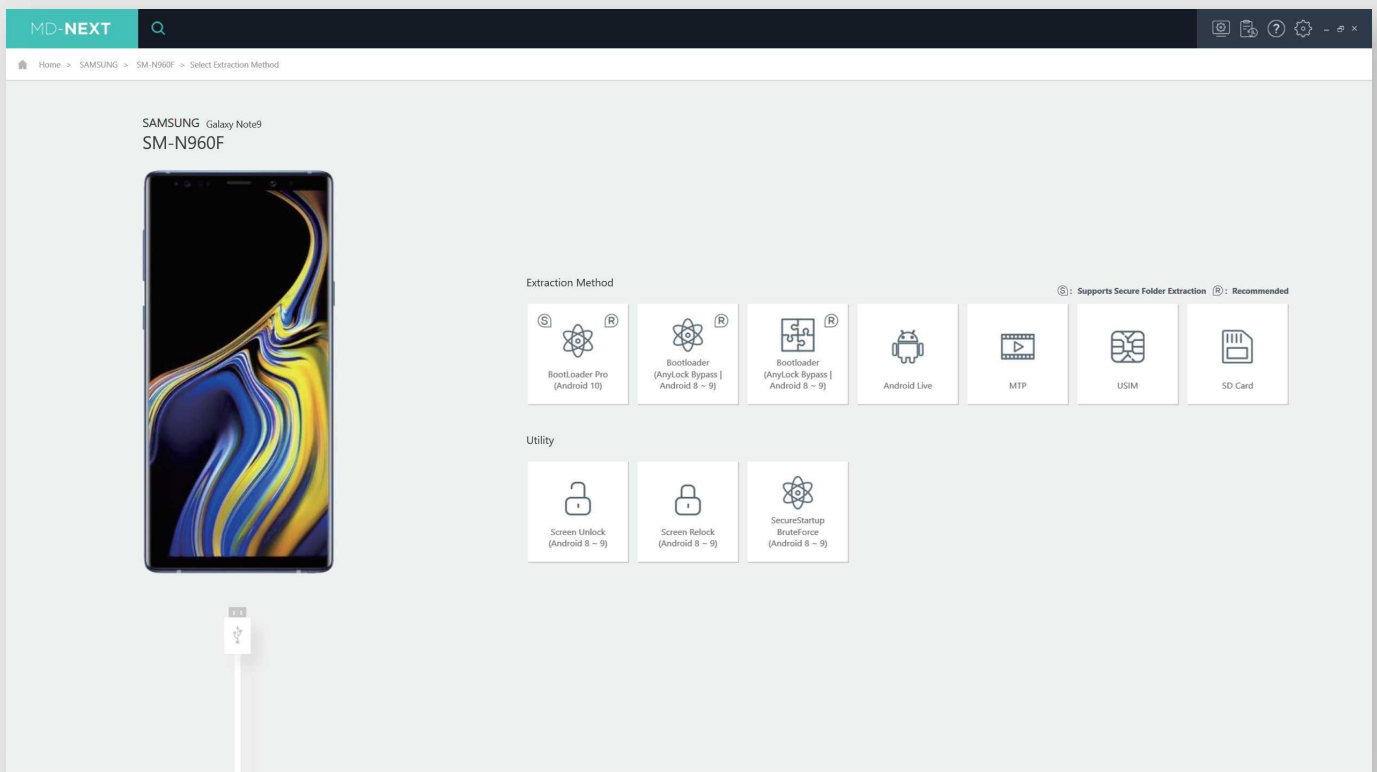 MD-NEXT
Home > SAMSUNG > SM-N960F > Select Extraction Method
SAMSUNG Galaxy Note9
SM-N960F
Extraction Method
Ⓢ : Supports Secure Folder Extraction Ⓡ : Recommended
S R
BootLoader Pro
(Android 10)
R
Bootloader
(AnyLock Bypass |
Android 8 ~ 9)
R
Bootloader
(AnyLock Bypass |
Android 8 ~ 9)
Android Live
MTP
USIM
SD Card
Utility
Screen Unlock
(Android 8 ~ 9)
Screen Relock
(Android 8 ~ 9)
SecureStartup
BruteForce
(Android 8 ~ 9)